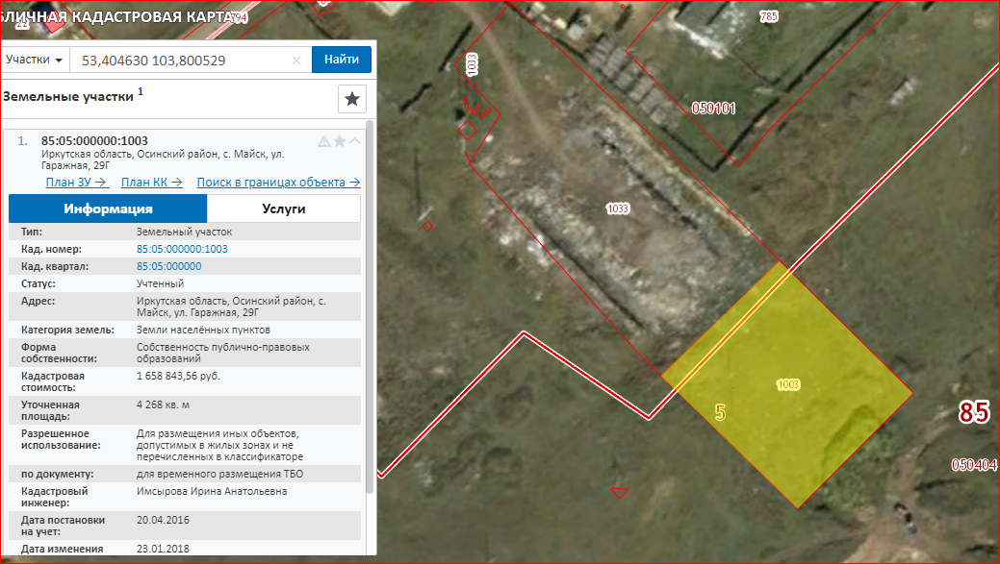 БЛИЧНАЯ КАДАСТРОВАЯ КАРТА
22
794
785
Участки
53,404630 103,800529
×
Найти
Земельные участки 1
1. 85:05:000000:1003
Иркутская область, Осинский район, с. Майск, ул.
Гаражная, 29Г
План ЗУ → План КК → Поиск в границах объекта →
Информация Услуги
Тип: Земельный участок
Кад. номер: 85:05:000000:1003
Кад. квартал: 85:05:000000
Статус: Учтенный
Адрес: Иркутская область, Осинский район, с.
Майск, ул. Гаражная, 29Г
Категория земель: Земли населённых пунктов
Форма собственности: Собственность публично-правовых
образований
Кадастровая стоимость: 1 658 843,56 руб.
Уточненная площадь: 4 268 кв. м
Разрешенное использование: Для размещения иных объектов,
допустимых в жилых зонах и не
перечисленных в классификаторе
по документу: для временного размещения ТБО
Кадастровый инженер: Имсырова Ирина Анатольевна
Дата постановки на учет: 20.04.2016
Дата изменения 23.01.2018
1033
050101
1033
1003
5
85
050404